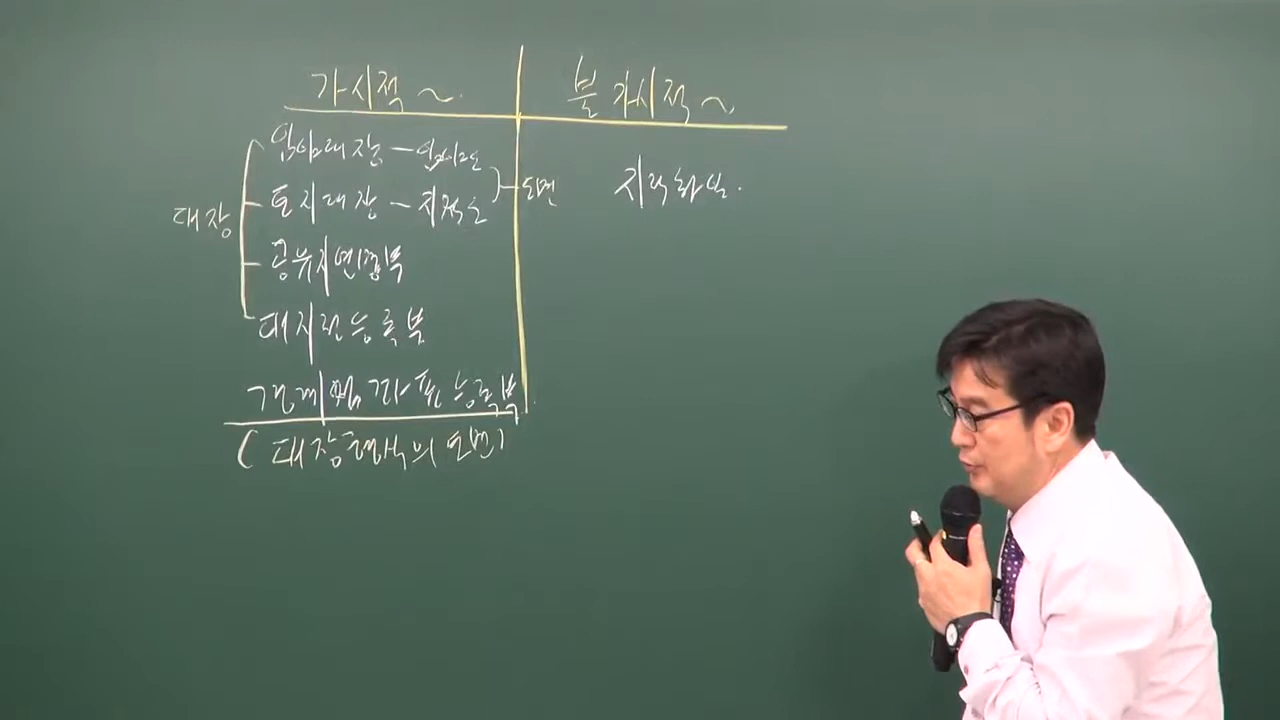 가시적 ~. 불가시적 ~.
임야대장 - 임야도
대장 토지대장 - 지적도 도면 지적화일.
공유지연명부
대지권등록부
경계점좌표등록부
(대장형식의 도면)